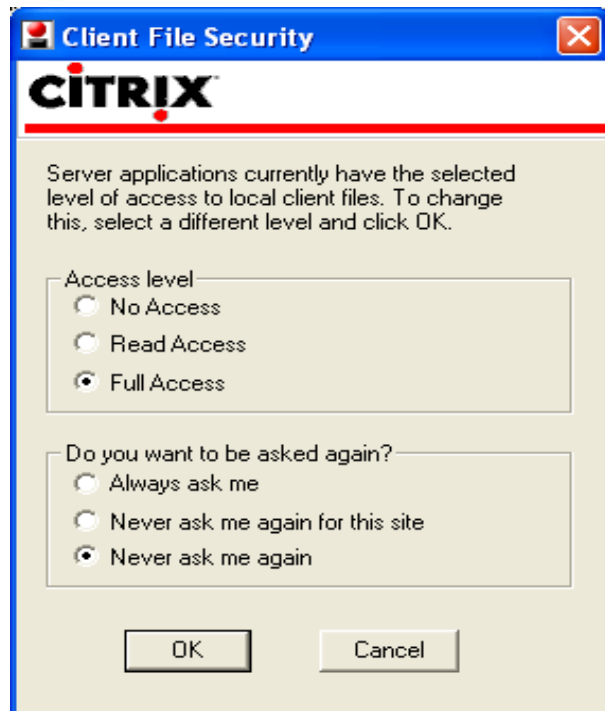 Client File Security
CiTRIX
Server applications currently have the selected
level of access to local client files. To change
this, select a different level and click OK.
Access level
No Access
Read Access
Full Access
Do you want to be asked again?
Always ask me
Never ask me again for this site
Never ask me again
OK Cancel